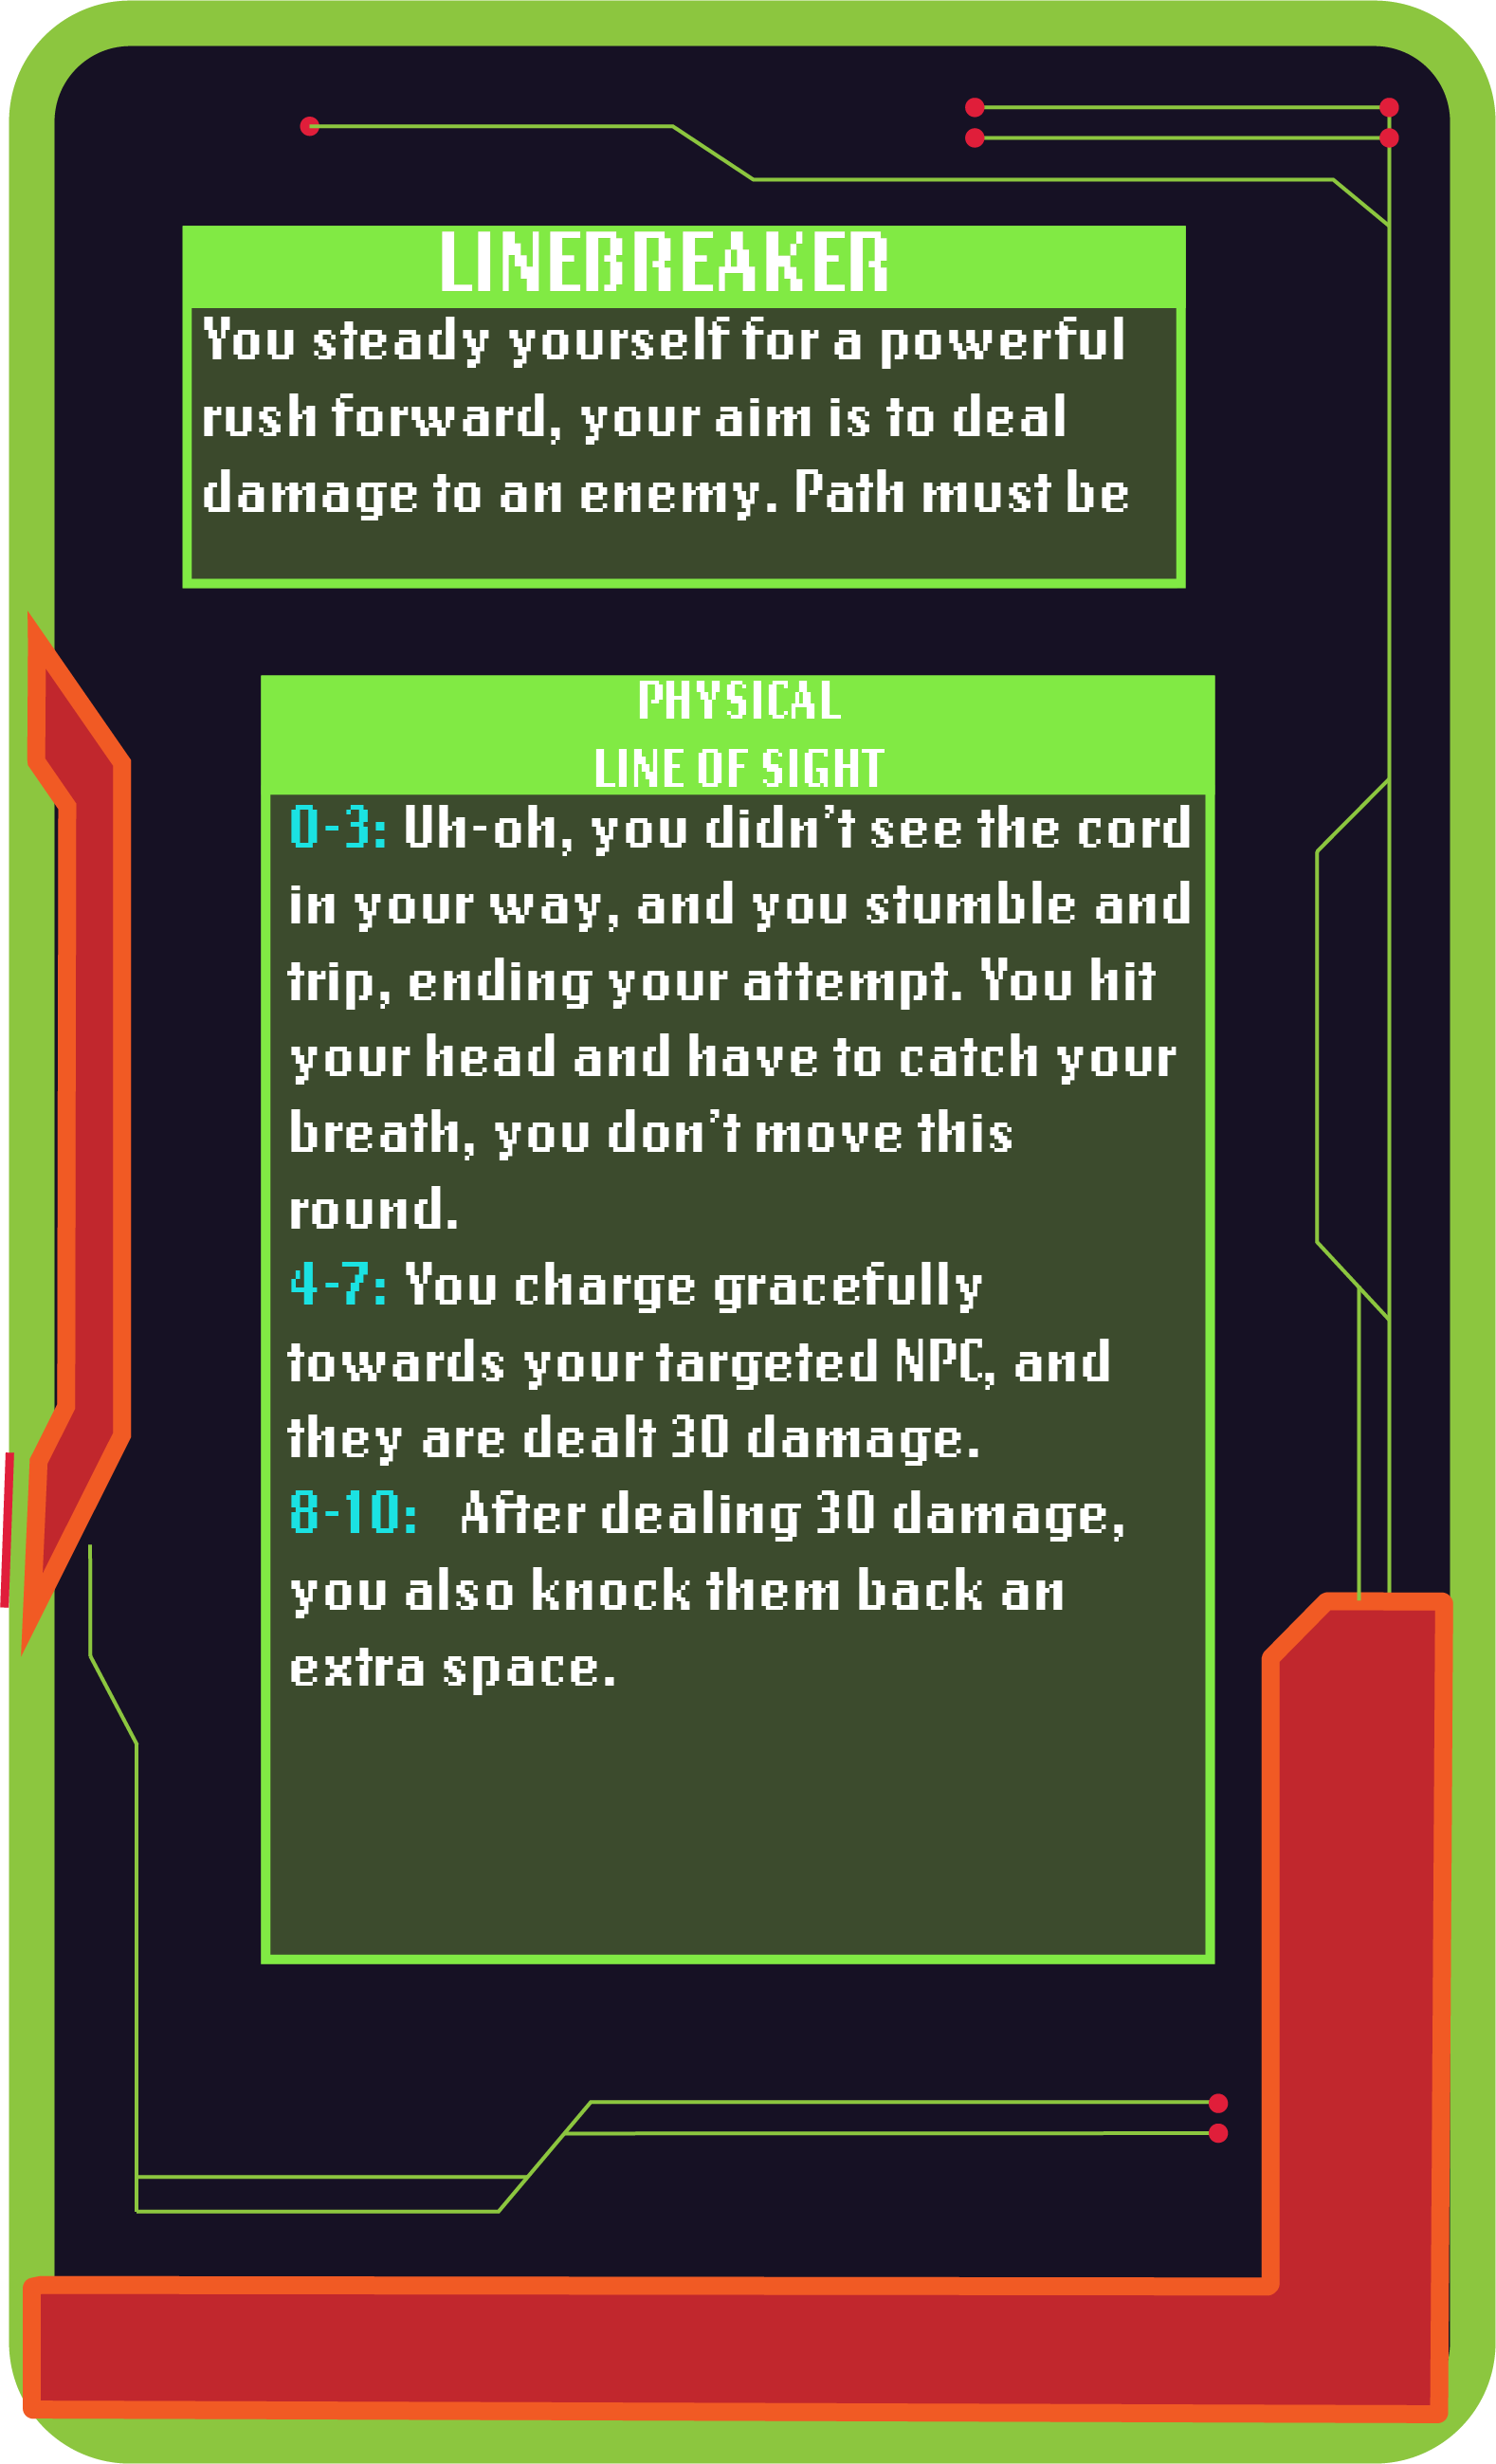 LINEBREAKER
You steady yourself for a powerful
rush forward, your aim is to deal
damage to an enemy. Path must be
PHYSICAL
LINE OF SIGHT
0-3: Uh-oh, you didn't see the cord
in your way, and you stumble and
trip, ending your attempt. You hit
your head and have to catch your
breath, you don't move this
round.
4-7: You charge gracefully
towards your targeted NPC, and
they are dealt 30 damage.
8-10: After dealing 30 damage,
you also knock them back an
extra space.